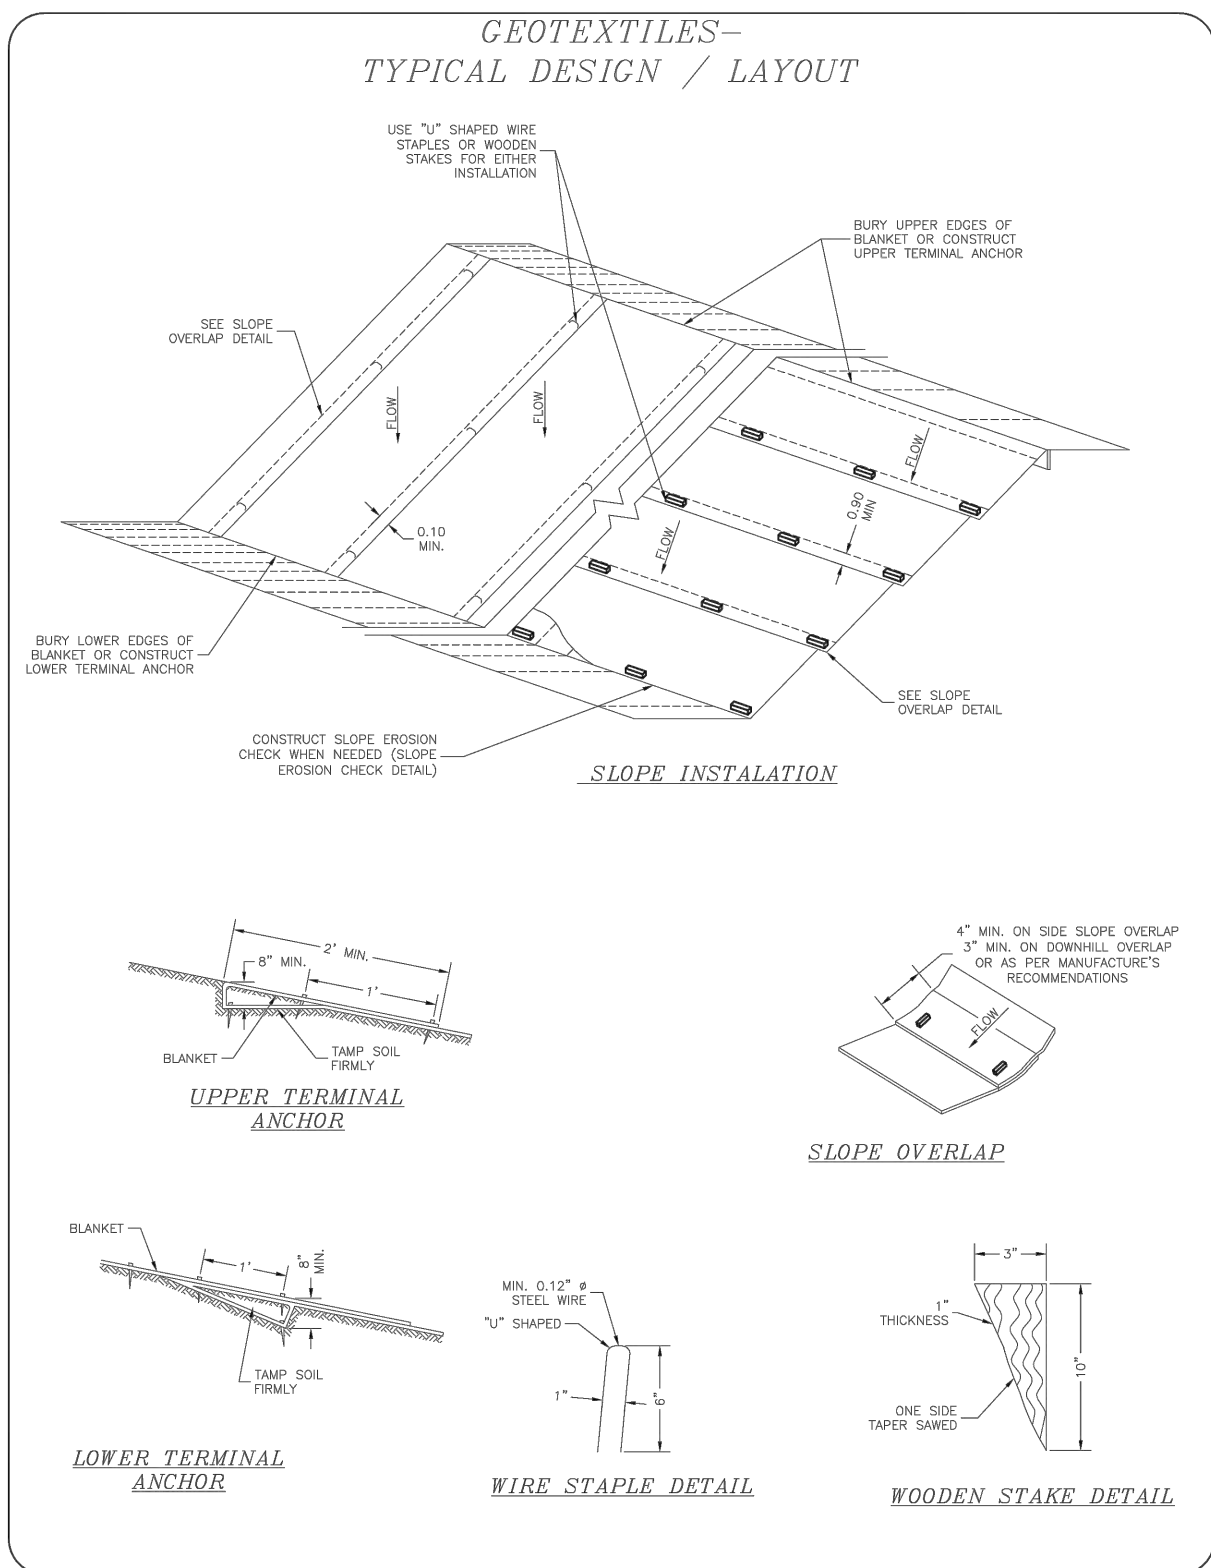 GEOTEXTILES–
TYPICAL DESIGN / LAYOUT
USE "U" SHAPED WIRE
STAPLES OR WOODEN
STAKES FOR EITHER
INSTALLATION
BURY UPPER EDGES OF
BLANKET OR CONSTRUCT
UPPER TERMINAL ANCHOR
SEE SLOPE
OVERLAP DETAIL
FLOW
FLOW
FLOW
0.90
MIN
0.10
MIN.
FLOW
BURY LOWER EDGES OF
BLANKET OR CONSTRUCT
LOWER TERMINAL ANCHOR
SEE SLOPE
OVERLAP DETAIL
CONSTRUCT SLOPE EROSION
CHECK WHEN NEEDED (SLOPE
EROSION CHECK DETAIL)
SLOPE INSTALATION
2' MIN.
8" MIN.
1'
BLANKET
TAMP SOIL
FIRMLY
UPPER TERMINAL
ANCHOR
4" MIN. ON SIDE SLOPE OVERLAP
3" MIN. ON DOWNHILL OVERLAP
OR AS PER MANUFACTURE'S
RECOMMENDATIONS
FLOW
SLOPE OVERLAP
BLANKET
1'
8"
MIN.
TAMP SOIL
FIRMLY
LOWER TERMINAL
ANCHOR
MIN. 0.12" ø
STEEL WIRE
"U" SHAPED
1"
6"
WIRE STAPLE DETAIL
3"
1"
THICKNESS
10"
ONE SIDE
TAPER SAWED
WOODEN STAKE DETAIL